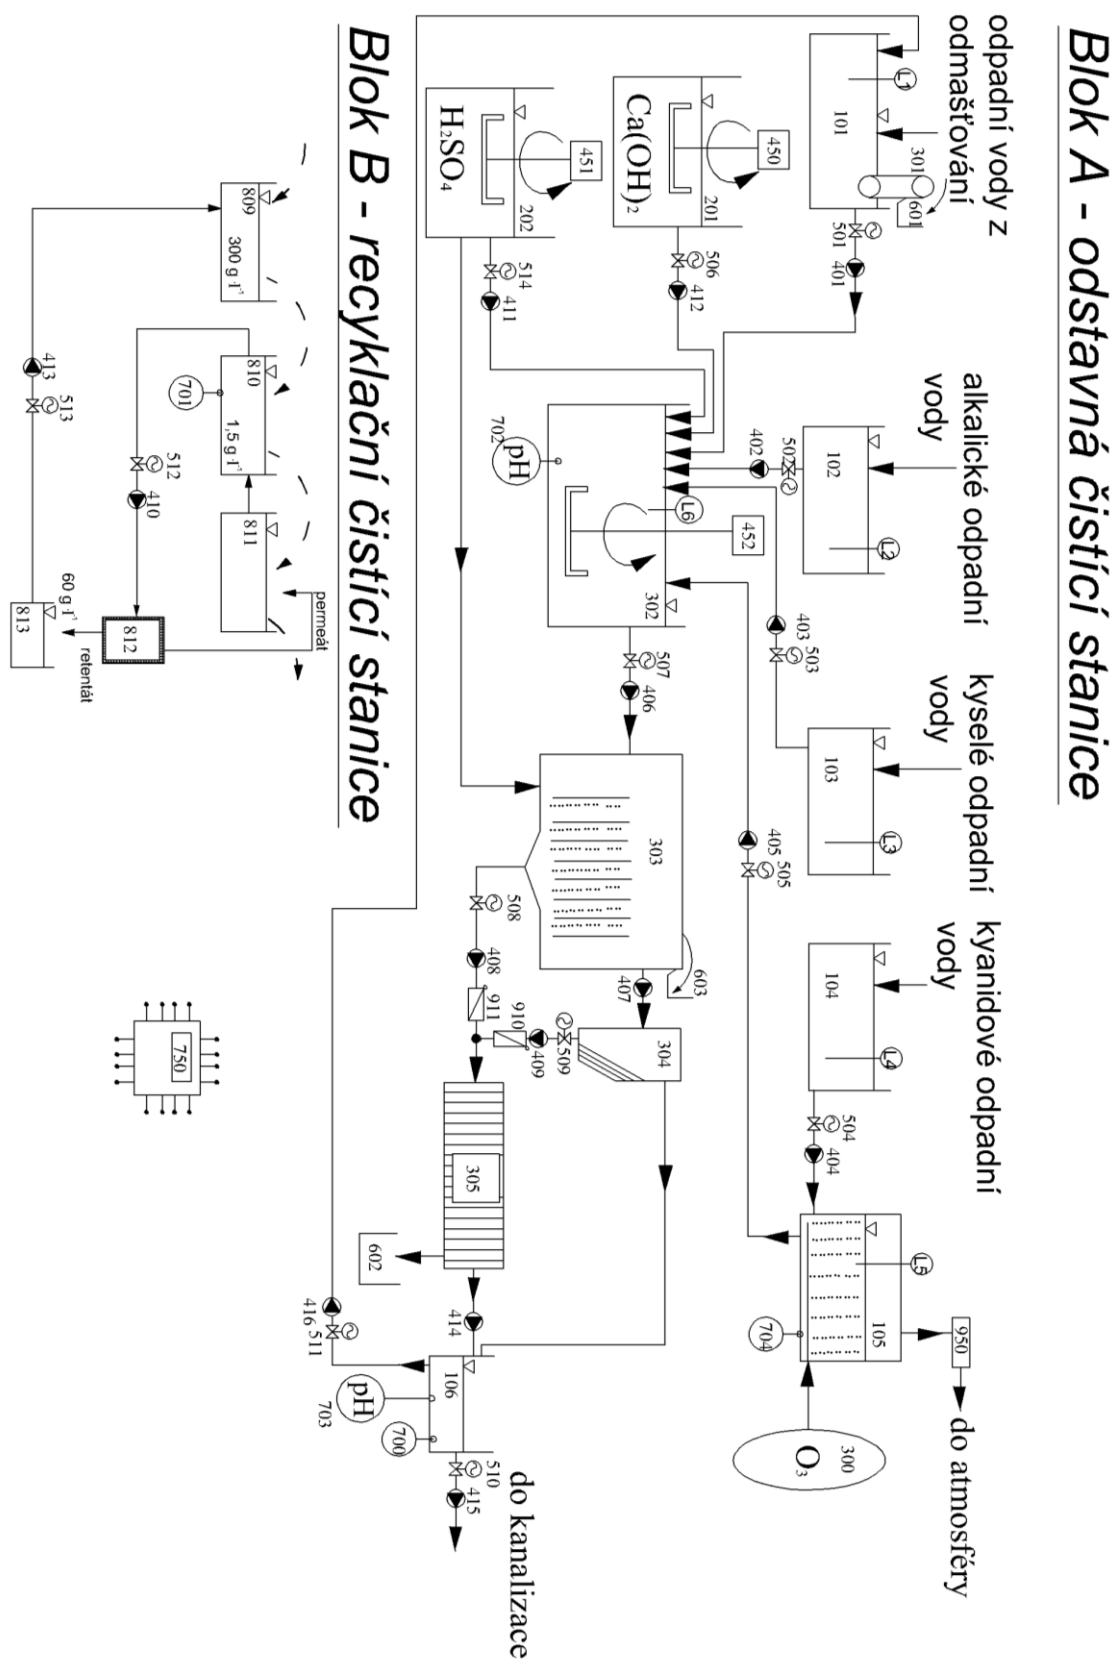 Blok A - odstavná čistící stanice
odpadní vody z
odmašťování
alkalické odpadní
vody
kyselé odpadní
vody
kyanidové odpadní
vody
L1
101
301
601
501
401
102
L2
502
402
403
503
103
L3
104
L4
504
404
L5
105
704
950
do atmosféry
300
O₃
405
505
450
Ca(OH)₂
201
506
412
451
H₂SO₄
202
514
411
702
pH
L6
452
302
507
406
303
603
407
304
508
408
911
910
409
509
305
602
414
416
511
106
pH
703
700
510
415
do kanalizace
Blok B - recyklační čistící stanice
809
300 g·l⁻¹
810
1,5 g·l⁻¹
701
811
413
513
512
410
812
permeát
retentát
60 g·l⁻¹
813
750